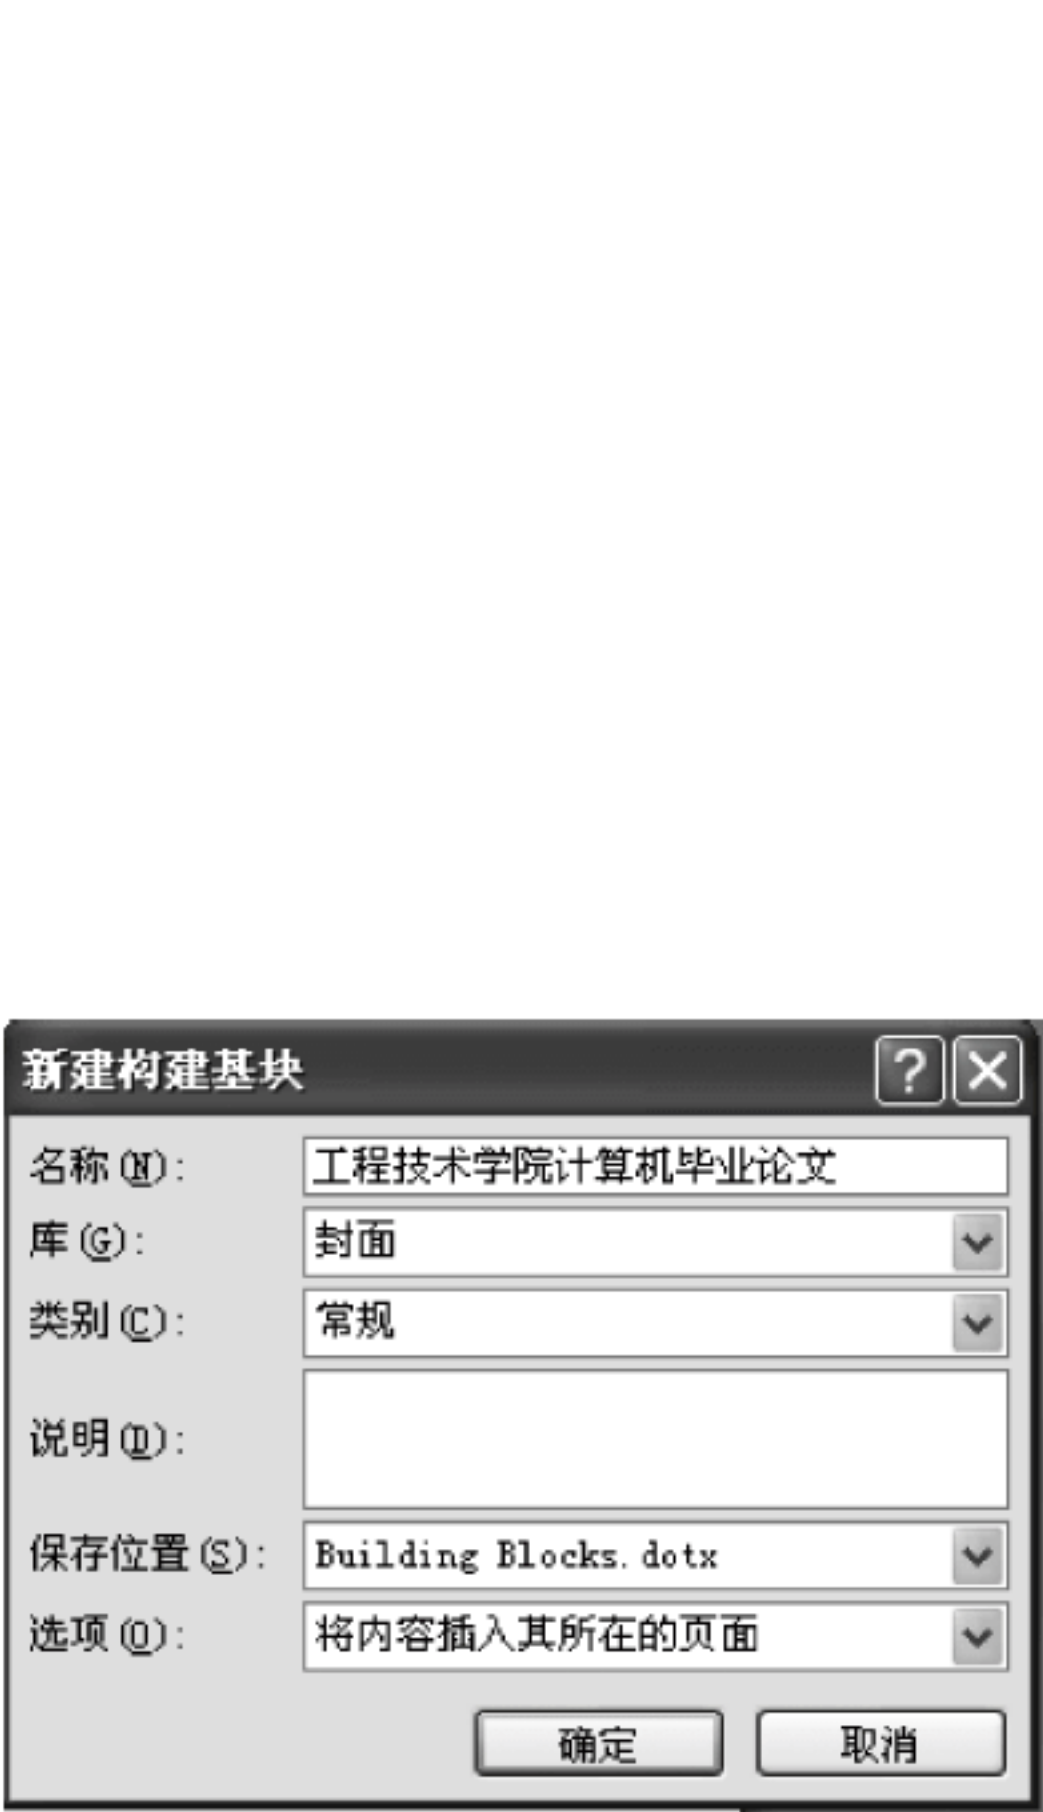 新建构建基块
名称(N): 工程技术学院计算机毕业论文
库(G): 封面
类别(C): 常规
说明(D):
保存位置(S): Building Blocks.dotx
选项(O): 将内容插入其所在的页面
确定 取消